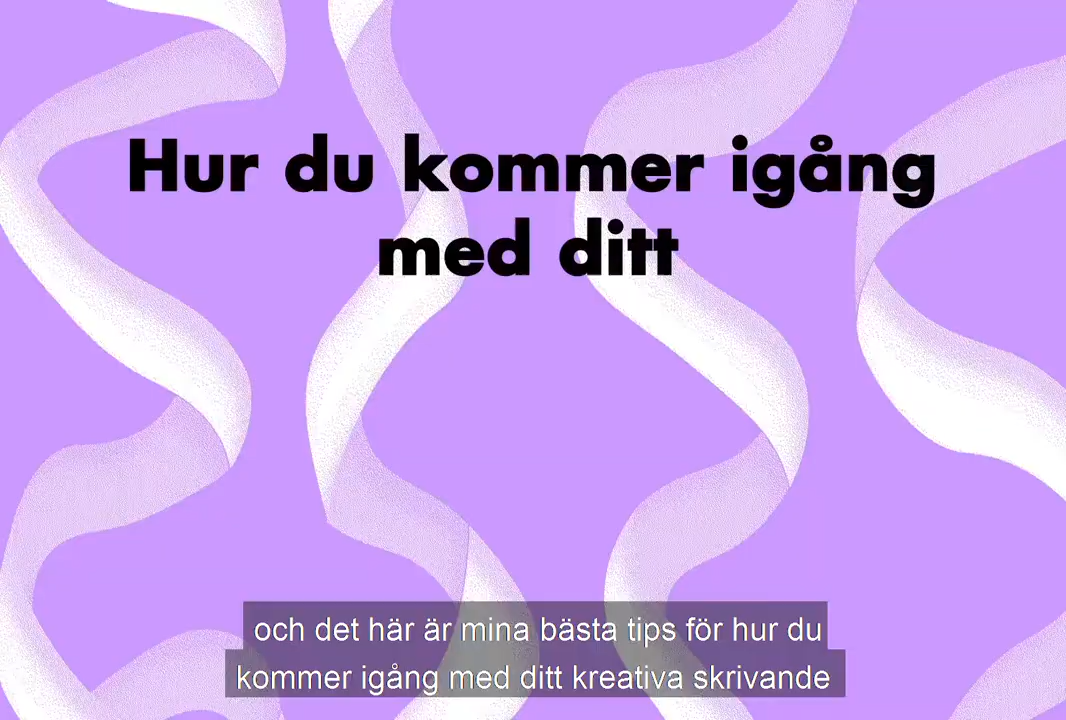 Hur du kommer igång
med ditt
och det här är mina bästa tips för hur du
kommer igång med ditt kreativa skrivande